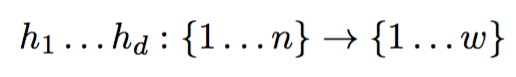 h₁ … h_d : {1 … n} → {1 … w}